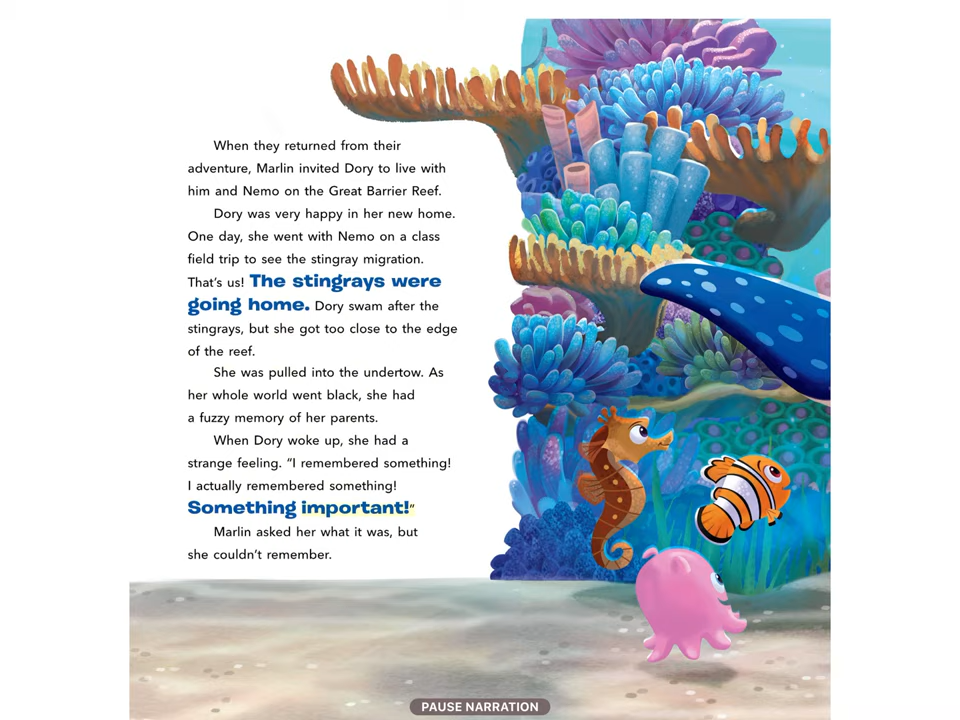 When they returned from their
adventure, Marlin invited Dory to live with
him and Nemo on the Great Barrier Reef.
Dory was very happy in her new home.
One day, she went with Nemo on a class
field trip to see the stingray migration.
That’s us! The stingrays were
going home. Dory swam after the
stingrays, but she got too close to the edge
of the reef.
She was pulled into the undertow. As
her whole world went black, she had
a fuzzy memory of her parents.
When Dory woke up, she had a
strange feeling. “I remembered something!
I actually remembered something!
Something important!”
Marlin asked her what it was, but
she couldn’t remember.
PAUSE NARRATION